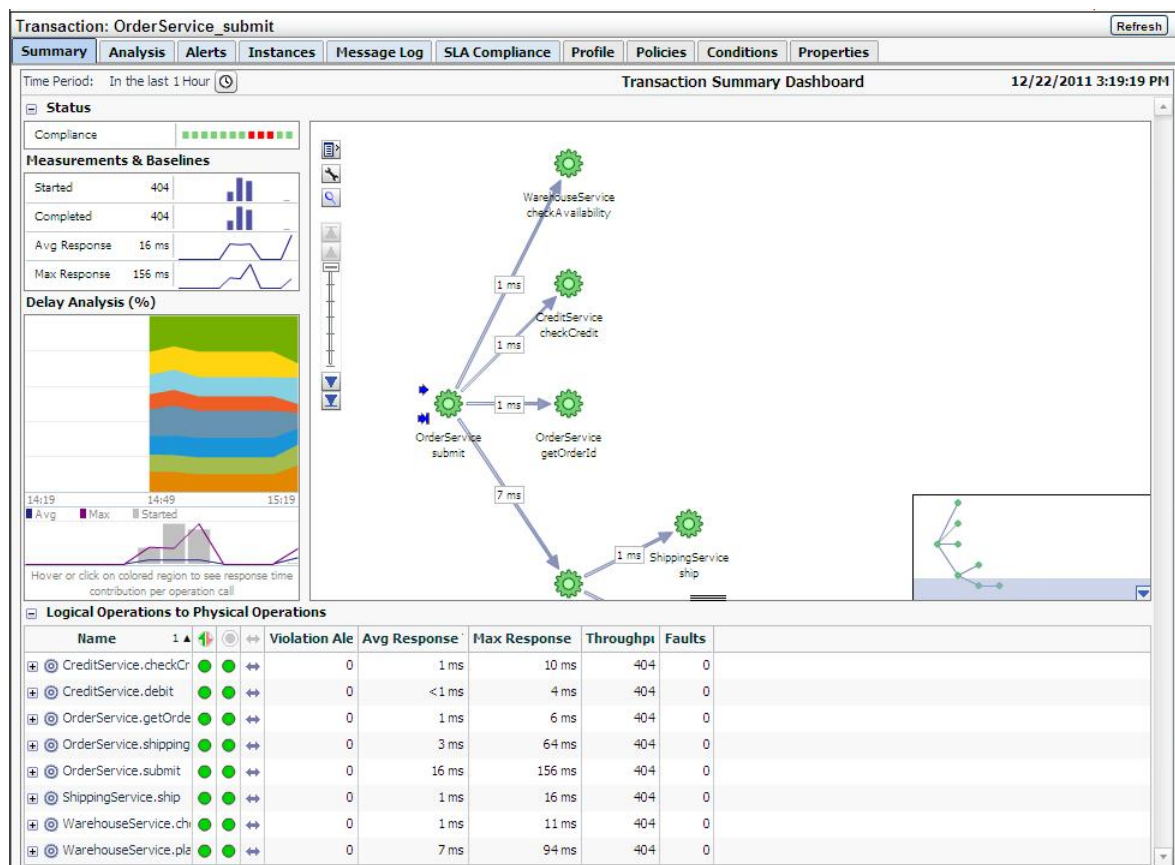 Transaction: OrderService_submit
Refresh
Summary Analysis Alerts Instances Message Log SLA Compliance Profile Policies Conditions Properties
Time Period: In the last 1 Hour Transaction Summary Dashboard 12/22/2011 3:19:19 PM
Status
Compliance
Measurements & Baselines
Started 404
Completed 404
Avg Response 16 ms
Max Response 156 ms
Delay Analysis (%)
14:19 14:49 15:19
Avg Max Started
Hover or click on colored region to see response time
contribution per operation call
WarehouseService
checkAvailability
1 ms
CreditService
checkCredit
1 ms
1 ms
OrderService
submit
OrderService
getOrderId
7 ms
1 ms
ShippingService
ship
Logical Operations to Physical Operations
Name 1 Violation Ale Avg Response Max Response Throughpu Faults
CreditService.checkCr 0 1 ms 10 ms 404 0
CreditService.debit 0 <1 ms 4 ms 404 0
OrderService.getOrde 0 1 ms 6 ms 404 0
OrderService.shipping 0 3 ms 64 ms 404 0
OrderService.submit 0 16 ms 156 ms 404 0
ShippingService.ship 0 1 ms 16 ms 404 0
WarehouseService.che 0 1 ms 11 ms 404 0
WarehouseService.pla 0 7 ms 94 ms 404 0